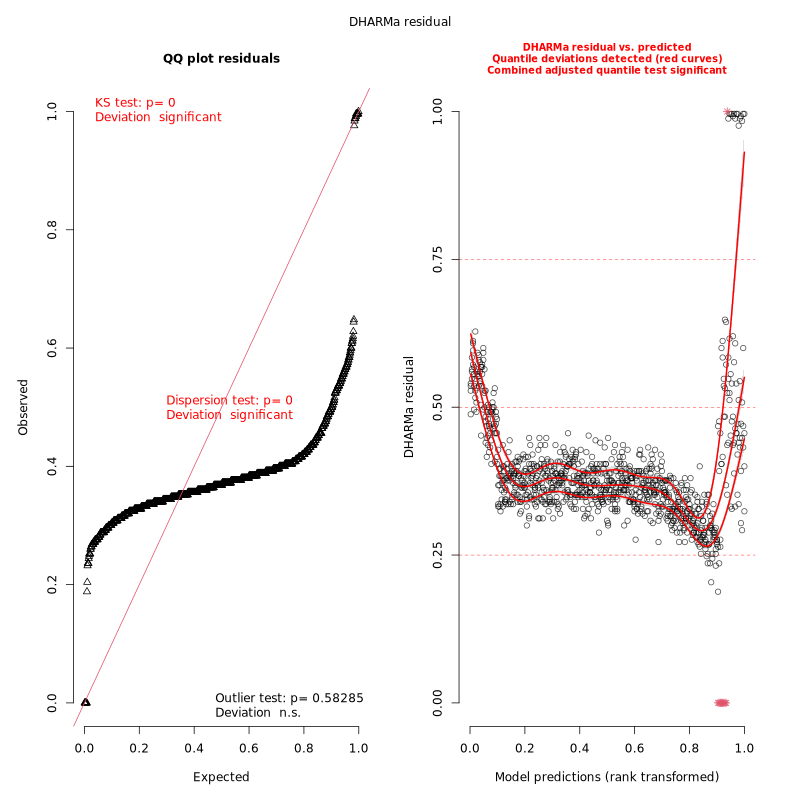 DHARMa residual
QQ plot residuals
KS test: p= 0
Deviation significant
Dispersion test: p= 0
Deviation significant
Outlier test: p= 0.58285
Deviation n.s.
Observed
0.0
0.2
0.4
0.6
0.8
1.0
0.0
0.2
0.4
0.6
0.8
1.0
Expected
DHARMa residual vs. predicted
Quantile deviations detected (red curves)
Combined adjusted quantile test significant
DHARMa residual
0.00
0.25
0.50
0.75
1.00
0.0
0.2
0.4
0.6
0.8
1.0
Model predictions (rank transformed)